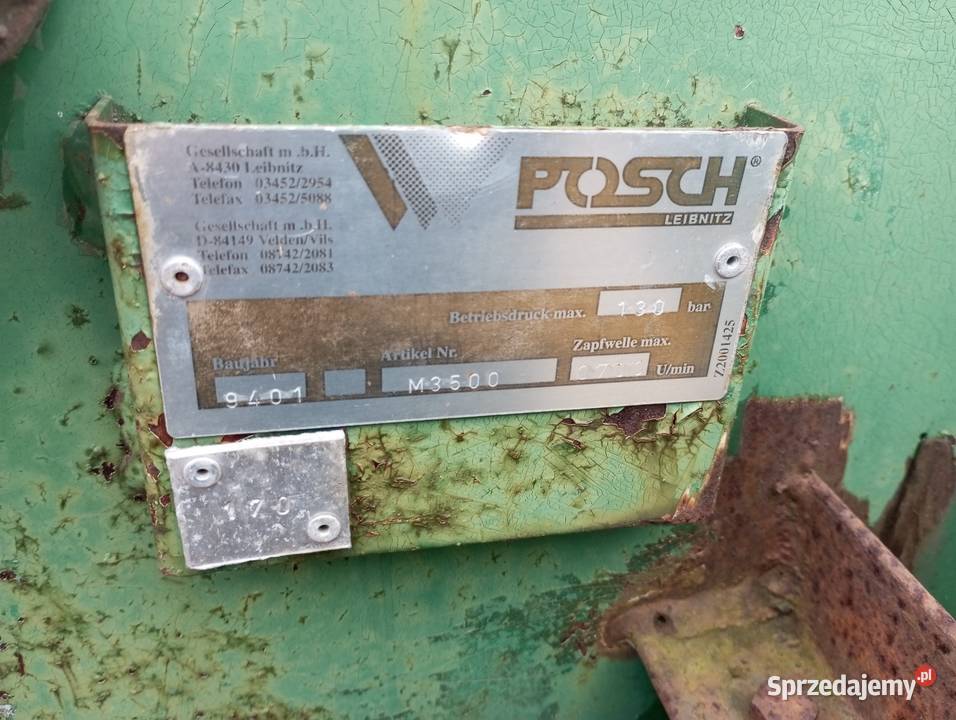 Gesellschaft m .b.H.
A-8430 Leibnitz
Telefon 03452/2954
Telefax 03452/5088
Gesellschaft m .b.H.
D-84149 Velden/Vils
Telefon 08742/2081
Telefax 08742/2083
POSCH®
LEIBNITZ
Betriebsdruck-max. 130 bar
Baujahr 9401
Artikel Nr. M3500
Zapfwelle max. U/min
Z2001425
170
Sprzedajemy.pl